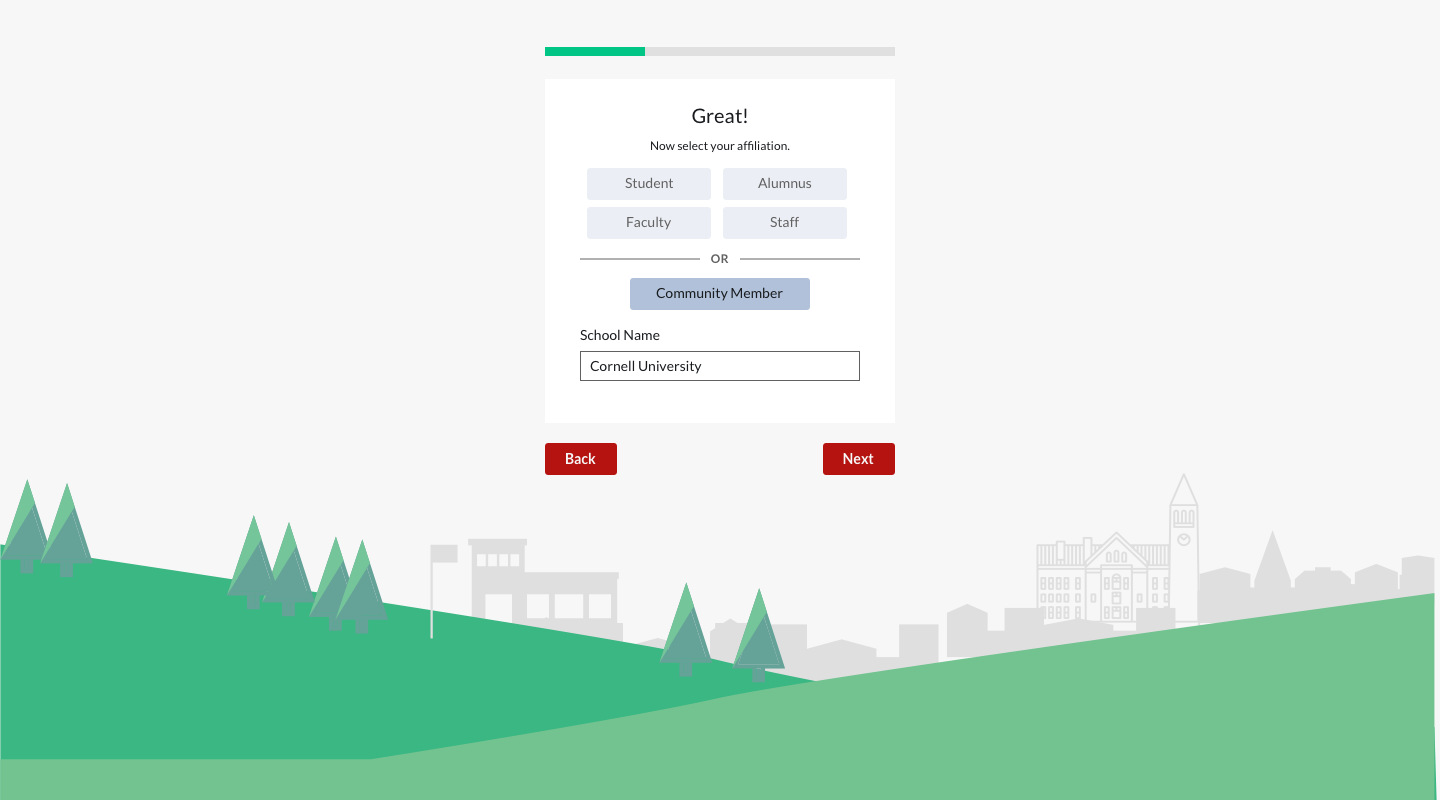 Great!
Now select your affiliation.
Student Alumnus
Faculty Staff
OR
Community Member
School Name
Cornell University
Back Next